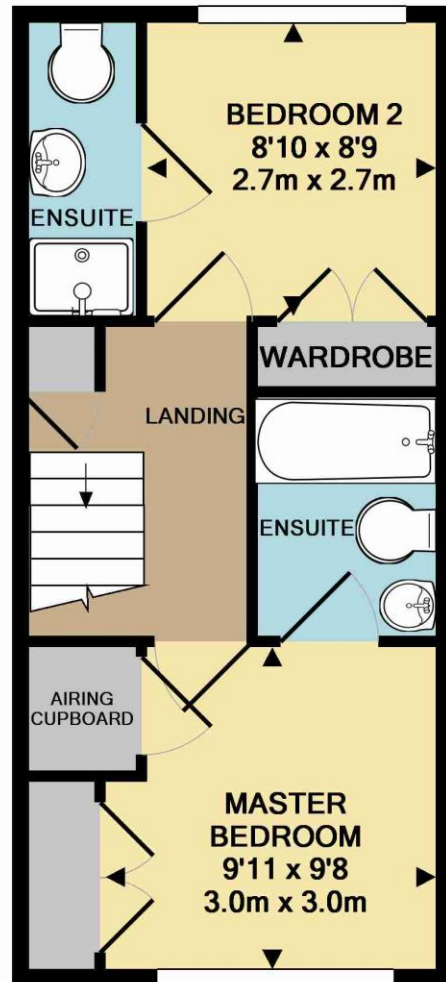 BEDROOM 2
8'10 x 8'9
2.7m x 2.7m
ENSUITE
WARDROBE
LANDING
ENSUITE
AIRING
CUPBOARD
MASTER
BEDROOM
9'11 x 9'8
3.0m x 3.0m